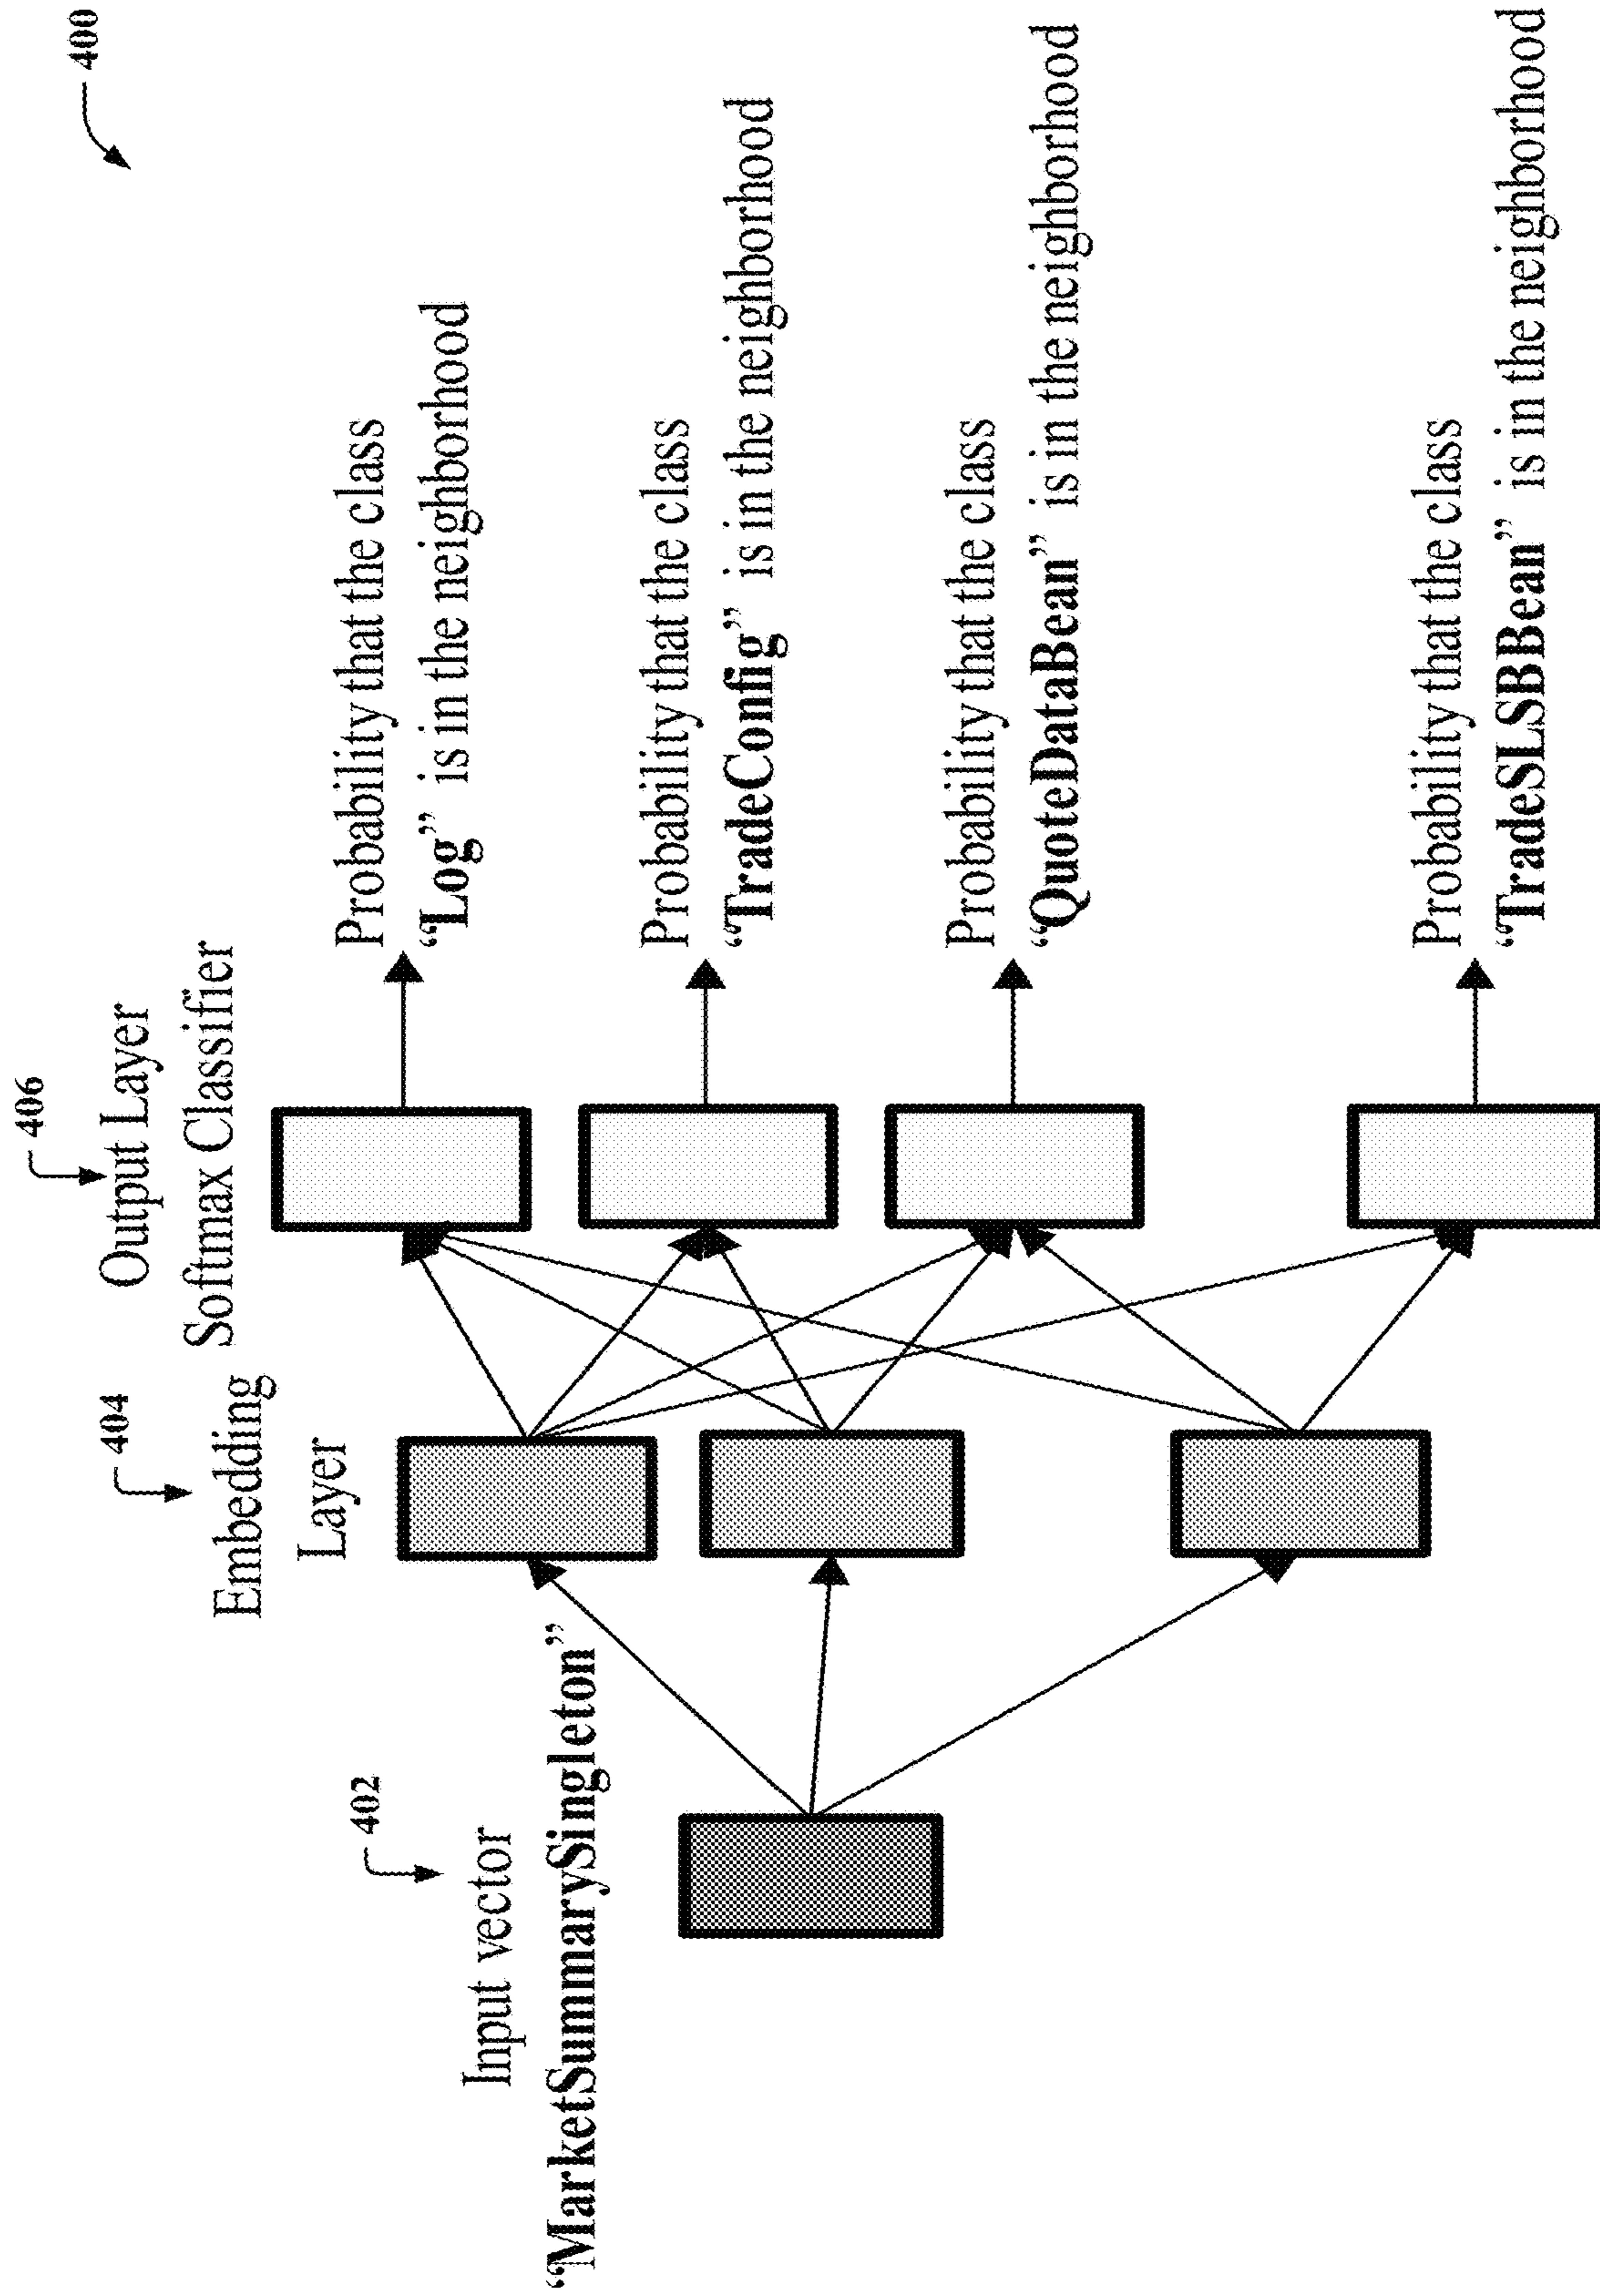 400
402
Input vector
“MarketSummarySingleton”
404
Embedding
Layer
406
Output Layer
Softmax Classifier
Probability that the class
“Log” is in the neighborhood
Probability that the class
“TradeConfig” is in the neighborhood
Probability that the class
“QuoteDataBean” is in the neighborhood
Probability that the class
“TradeSLSBBean” is in the neighborhood